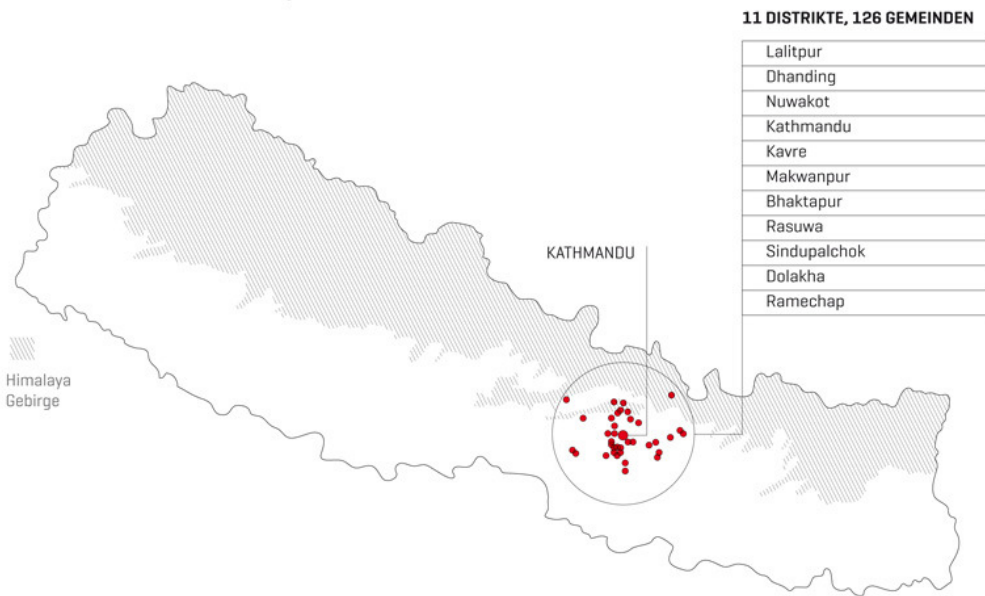 11 DISTRIKTE, 126 GEMEINDEN
Lalitpur
Dhanding
Nuwakot
Kathmandu
Kavre
Makwanpur
Bhaktapur
Rasuwa
Sindupalchok
Dolakha
Ramechap
KATHMANDU
Himalaya
Gebirge